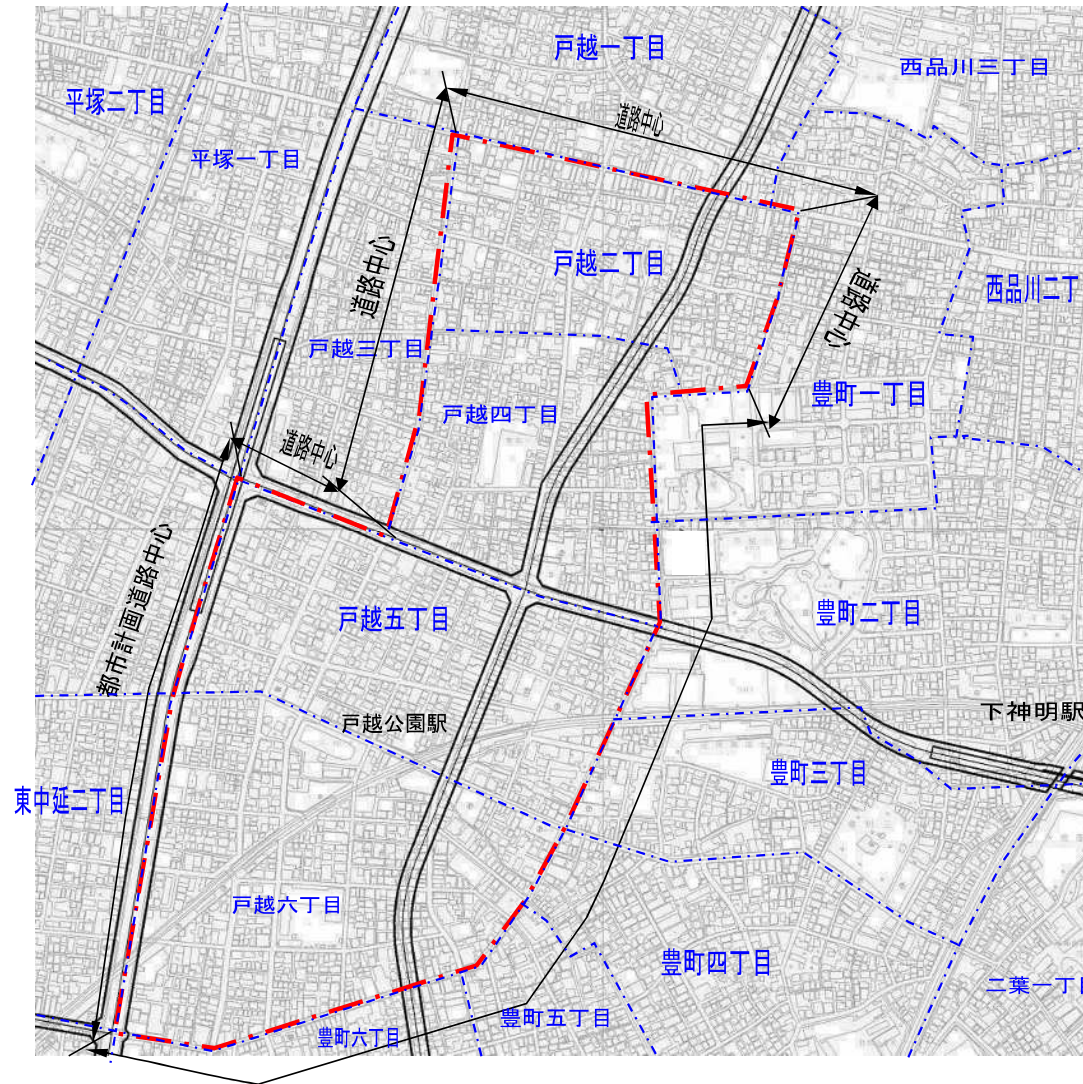 戸越一丁目
西品川三丁目
平塚二丁目
道路中心
平塚一丁目
戸越二丁目
道路中心
西品川二丁
道路中心
戸越三丁目
豊町一丁目
戸越四丁目
道路中心
都市計画道路中心
戸越五丁目
豊町二丁目
戸越公園駅
下神明駅
豊町三丁目
東中延二丁目
戸越六丁目
豊町四丁目
二葉一丁目
豊町五丁目
豊町六丁目